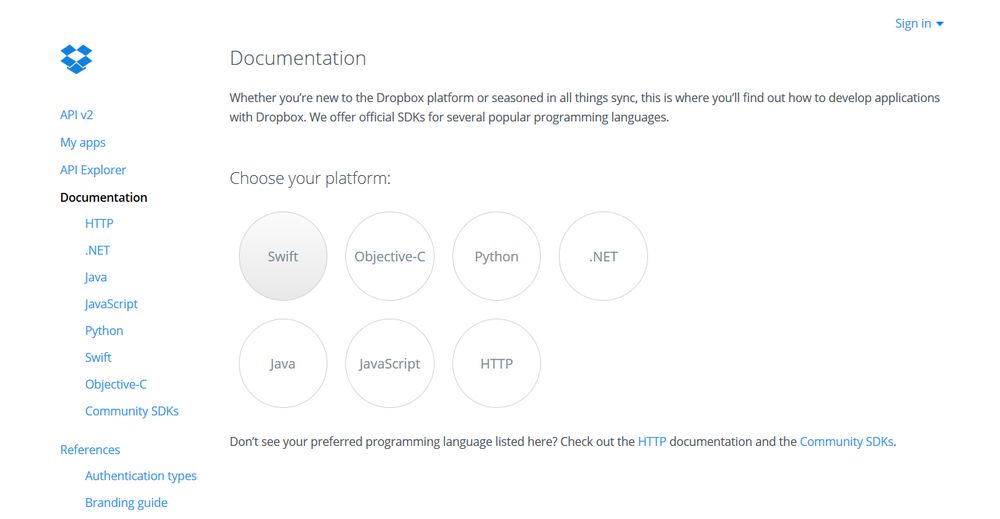 Sign in
Documentation
Whether you're new to the Dropbox platform or seasoned in all things sync, this is where you'll find out how to develop applications
with Dropbox. We offer official SDKs for several popular programming languages.
API v2
My apps
API Explorer
Documentation
HTTP
.NET
Java
JavaScript
Python
Swift
Objective-C
Community SDKs
References
Authentication types
Branding guide
Choose your platform:
Swift
Objective-C
Python
.NET
Java
JavaScript
HTTP
Don't see your preferred programming language listed here? Check out the HTTP documentation and the Community SDKs.